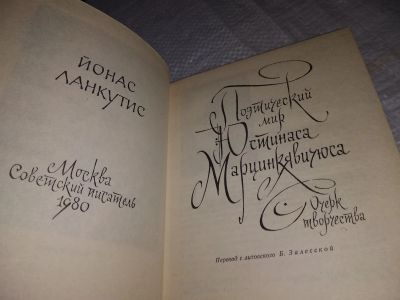 ЙОНАС
ЛАНКУТИС
Москва
Советский писатель
1980
Поэтический
мир
Юстинаса
Марцинкявичюса
Очерк
творчества
Перевод с литовского Б. Залесской